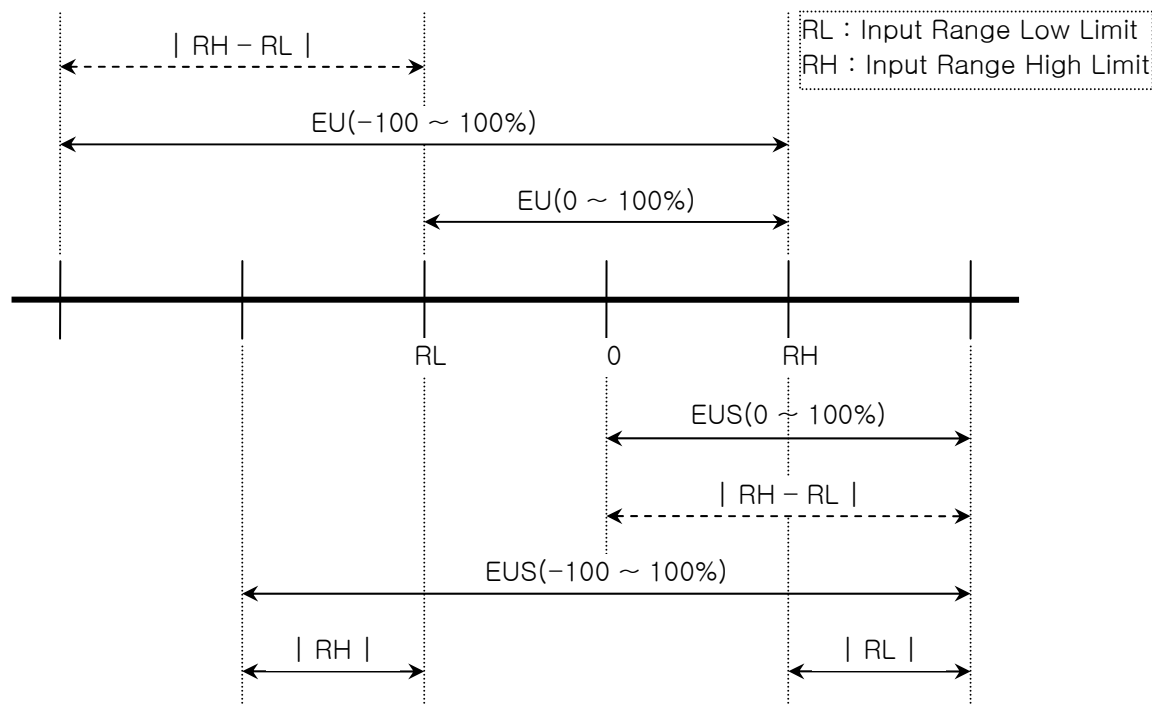 RL : Input Range Low Limit
RH : Input Range High Limit
| RH - RL |
EU(-100 ~ 100%)
EU(0 ~ 100%)
RL
0
RH
EUS(0 ~ 100%)
| RH - RL |
EUS(-100 ~ 100%)
| RH |
| RL |